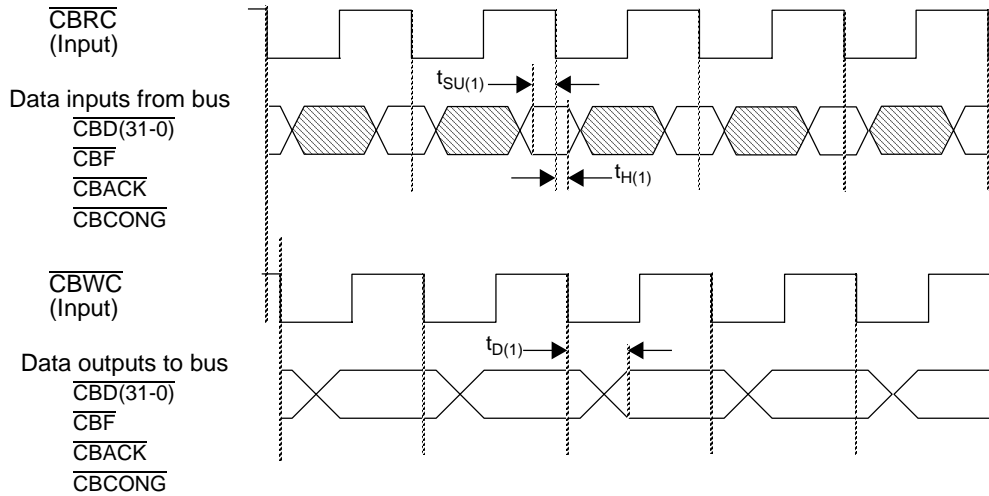 CBRC
(Input)
tSU(1)
Data inputs from bus
CBD(31-0)
CBF
CBACK
CBCONG
tH(1)
CBWC
(Input)
tD(1)
Data outputs to bus
CBD(31-0)
CBF
CBACK
CBCONG